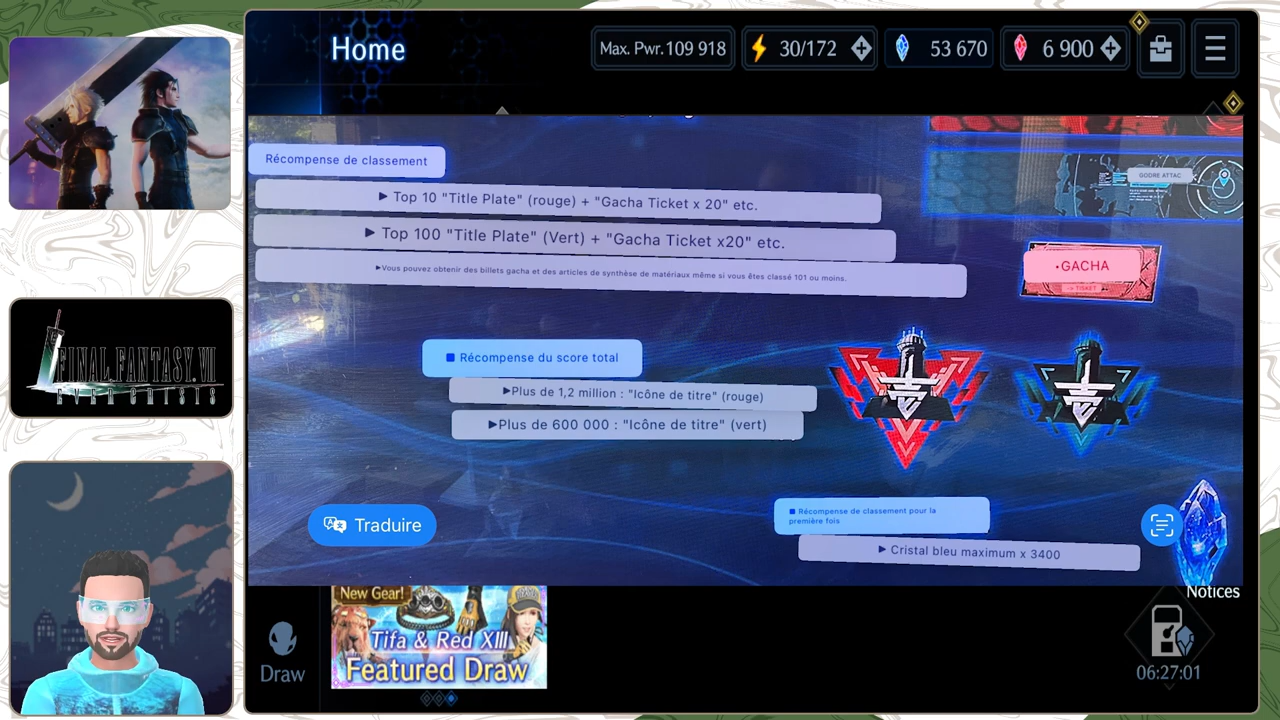 Home
Max. Pwr. 109 918
30/172
53 670
6 900
Récompense de classement
▶ Top 10 "Title Plate" (rouge) + "Gacha Ticket x 20" etc.
▶ Top 100 "Title Plate" (Vert) + "Gacha Ticket x20" etc.
▶Vous pouvez obtenir des billets gacha et des articles de synthèse de matériaux même si vous êtes classé 101 ou moins.
GODRE ATTAC
•GACHA
-> TISKET
■ Récompense du score total
▶Plus de 1,2 million : "Icône de titre" (rouge)
▶Plus de 600 000 : "Icône de titre" (vert)
■ Récompense de classement pour la
première fois
▶ Cristal bleu maximum x 3400
Traduire
FINAL FANTASY VII
EVER CRISIS
New Gear!
Tifa & Red XIII
Featured Draw
Draw
Notices
06:27:01